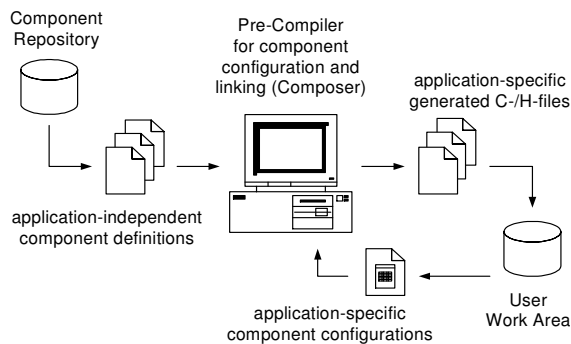 Component
Repository
Pre-Compiler
for component
configuration and
linking (Composer)
application-specific
generated C-/H-files
application-independent
component definitions
application-specific
component configurations
User
Work Area